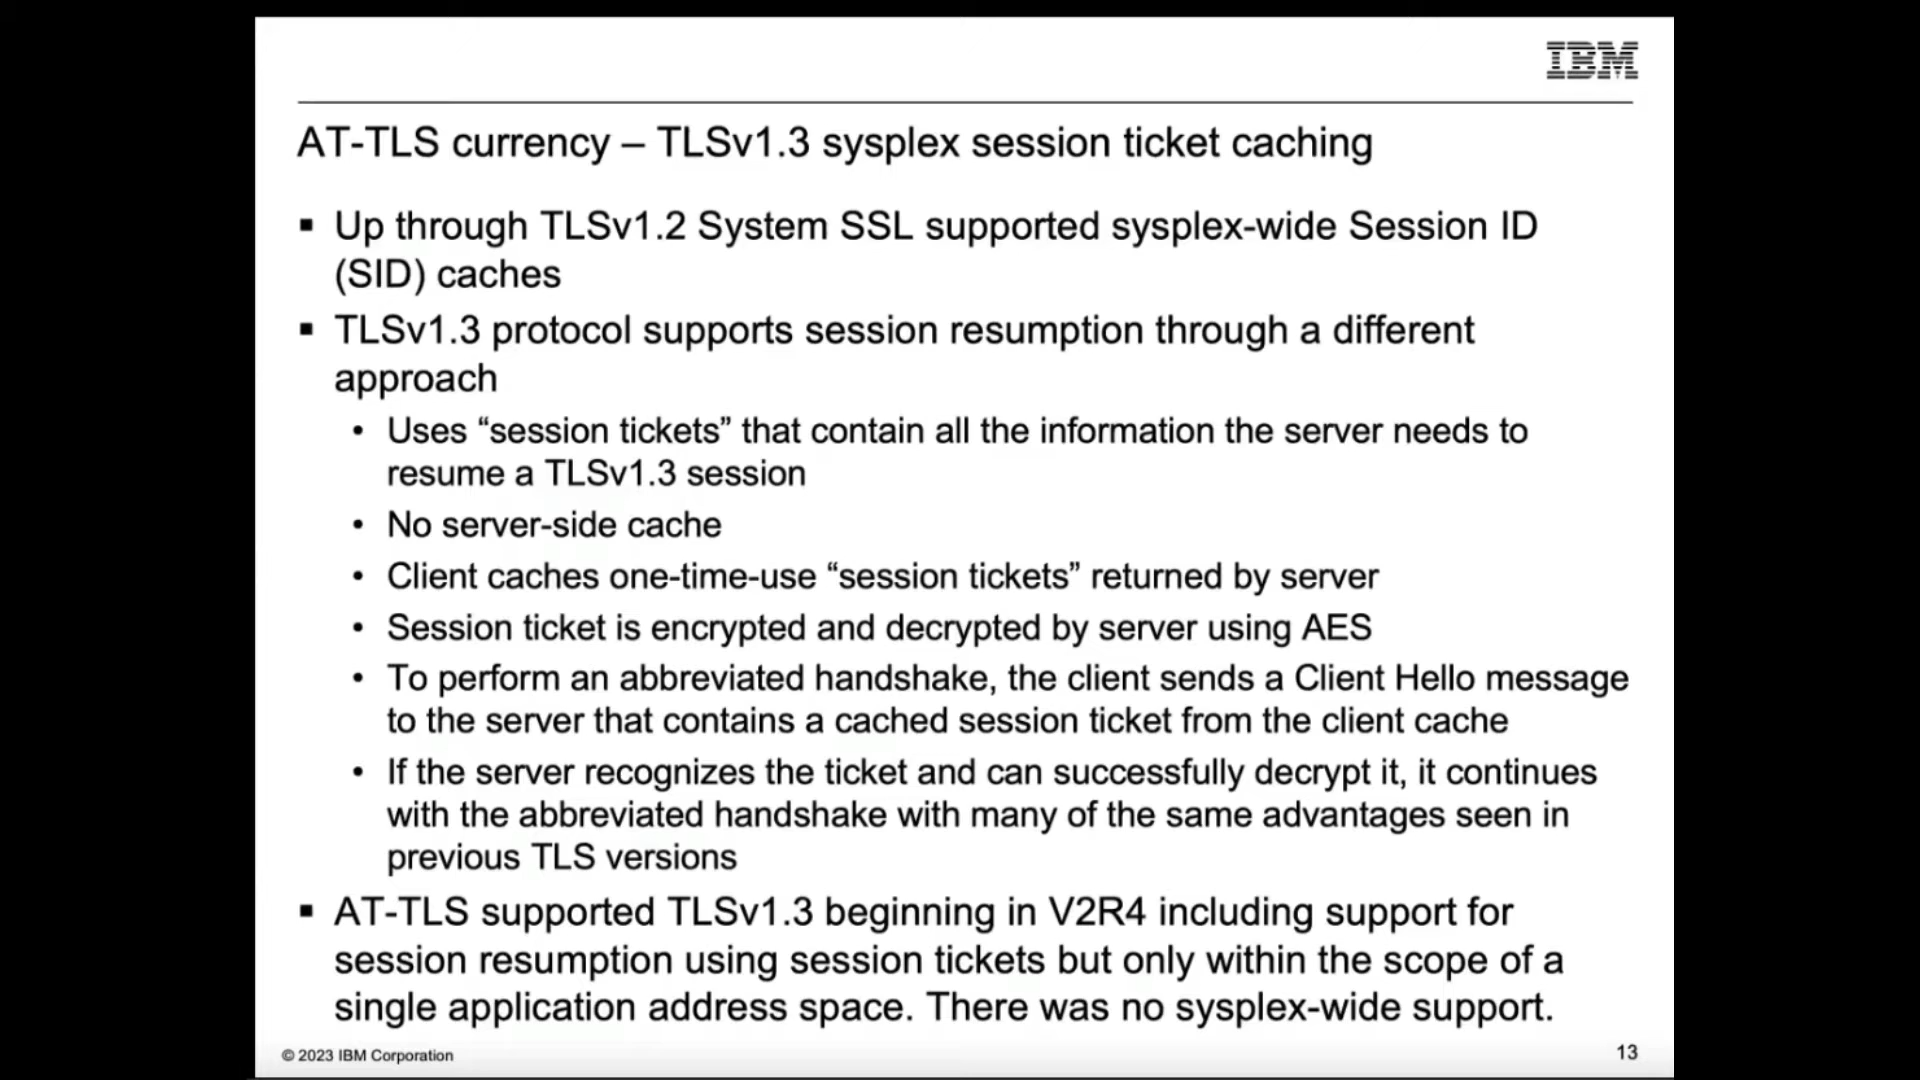 IBM
AT-TLS currency – TLSv1.3 sysplex session ticket caching
▪ Up through TLSv1.2 System SSL supported sysplex-wide Session ID
(SID) caches
▪ TLSv1.3 protocol supports session resumption through a different
approach
• Uses “session tickets” that contain all the information the server needs to
resume a TLSv1.3 session
• No server-side cache
• Client caches one-time-use “session tickets” returned by server
• Session ticket is encrypted and decrypted by server using AES
• To perform an abbreviated handshake, the client sends a Client Hello message
to the server that contains a cached session ticket from the client cache
• If the server recognizes the ticket and can successfully decrypt it, it continues
with the abbreviated handshake with many of the same advantages seen in
previous TLS versions
▪ AT-TLS supported TLSv1.3 beginning in V2R4 including support for
session resumption using session tickets but only within the scope of a
single application address space. There was no sysplex-wide support.
© 2023 IBM Corporation
13